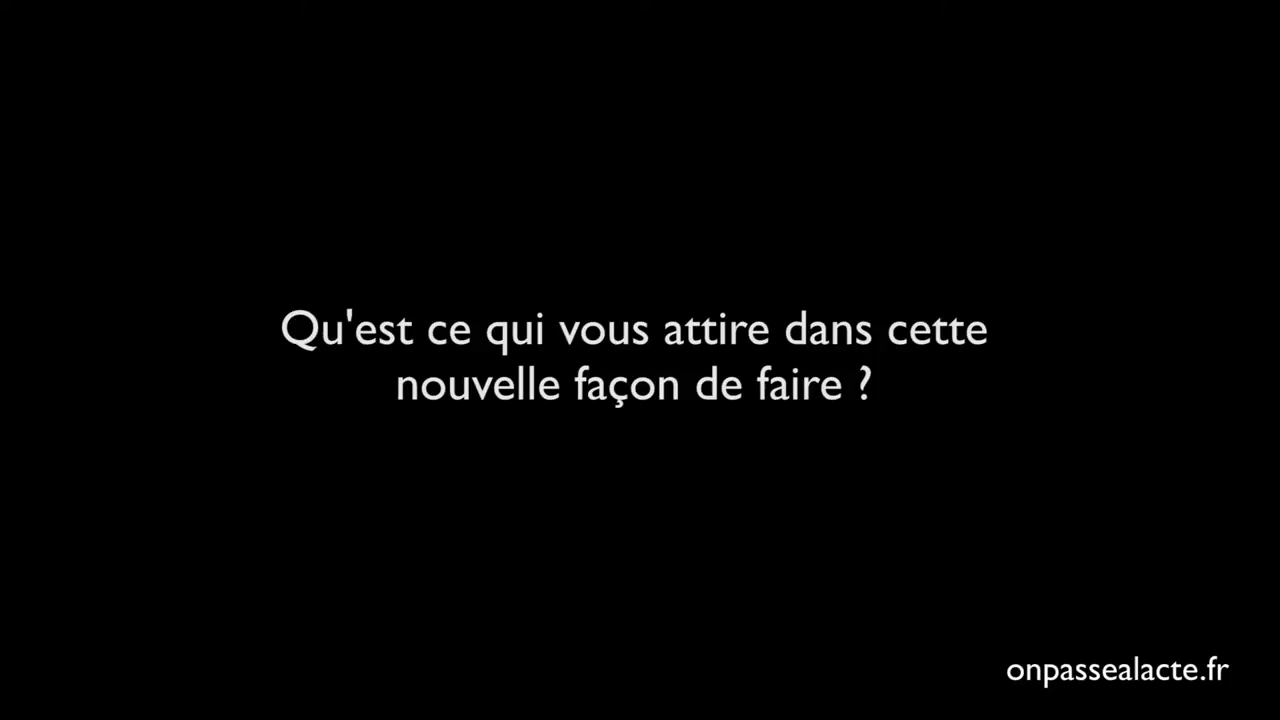 Qu'est ce qui vous attire dans cette
nouvelle façon de faire ?
onpassealacte.fr